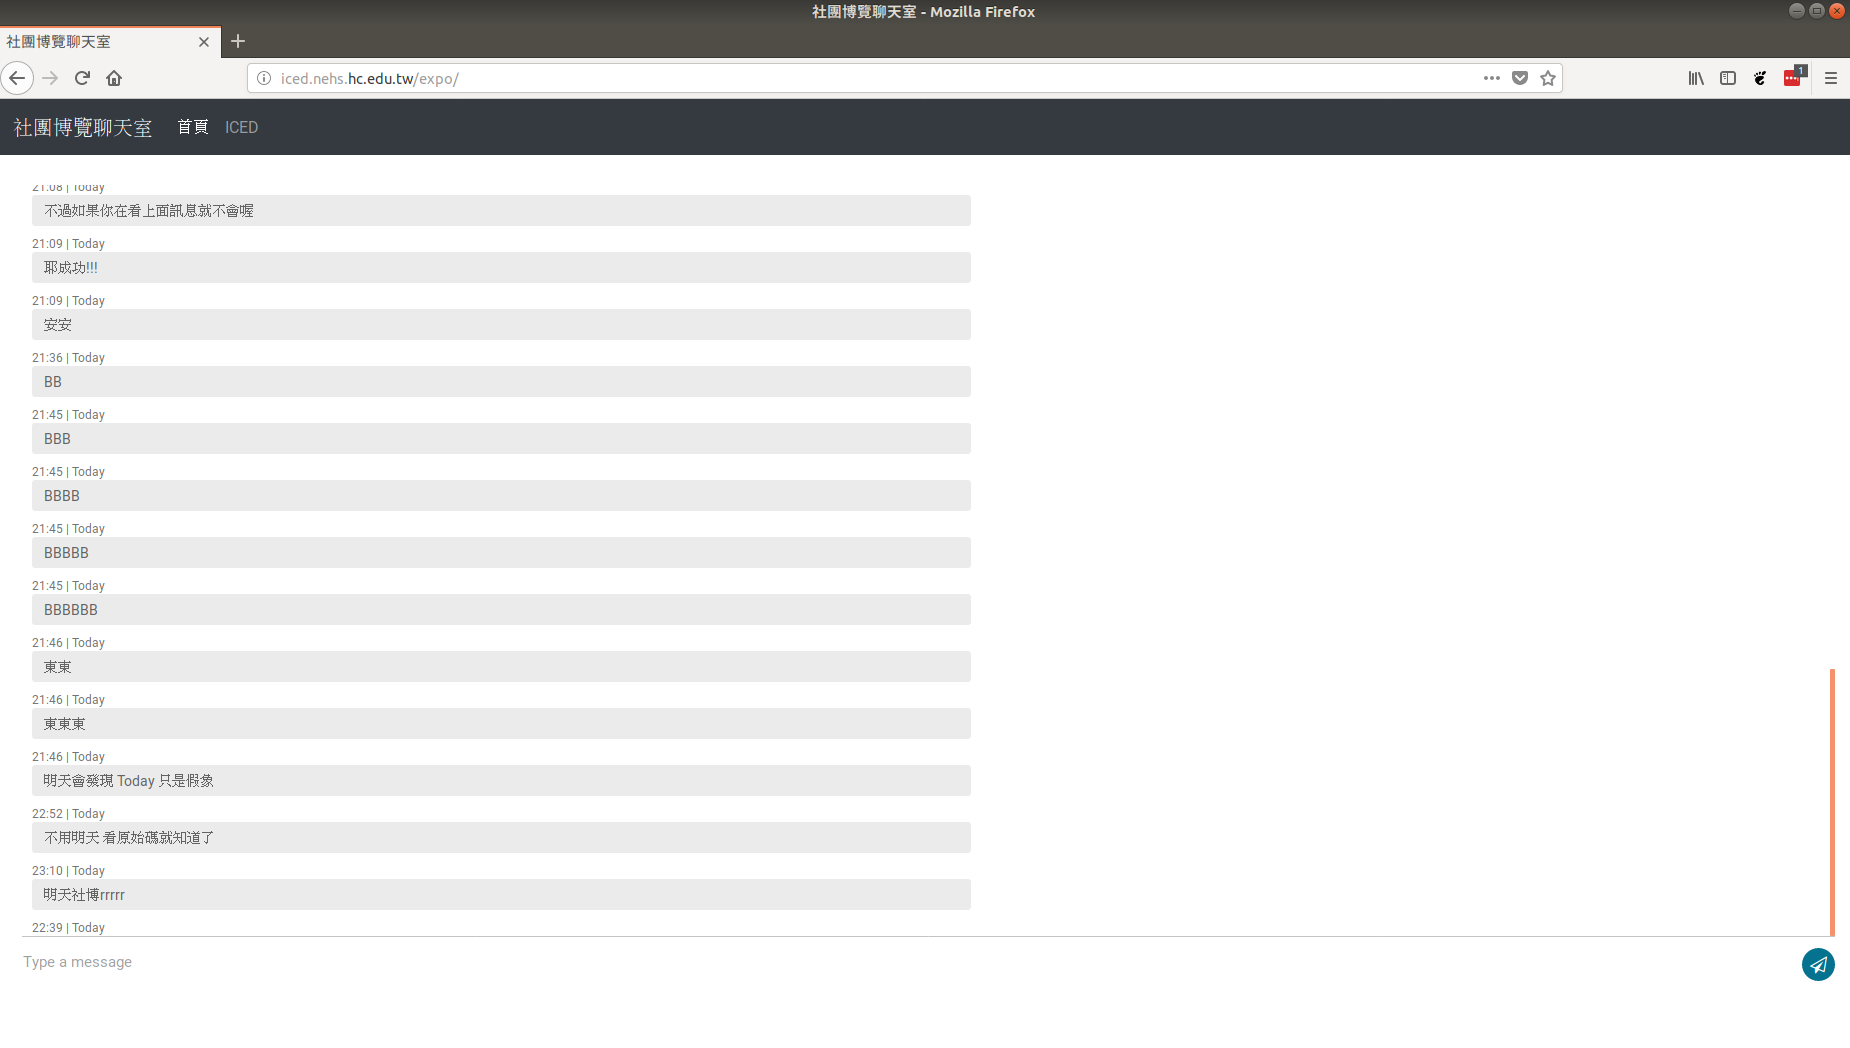 社團博覽聊天室 - Mozilla Firefox
社團博覽聊天室
iced.nehs.hc.edu.tw/expo/
1
社團博覽聊天室 首頁 ICED
21:08 | Today
不過如果你在看上面訊息就不會喔
21:09 | Today
耶成功!!!
21:09 | Today
安安
21:36 | Today
BB
21:45 | Today
BBB
21:45 | Today
BBBB
21:45 | Today
BBBBB
21:45 | Today
BBBBBB
21:46 | Today
東東
21:46 | Today
東東東
21:46 | Today
明天會發現 Today 只是假象
22:52 | Today
不用明天 看原始碼就知道了
23:10 | Today
明天社博rrrrr
22:39 | Today
Type a message